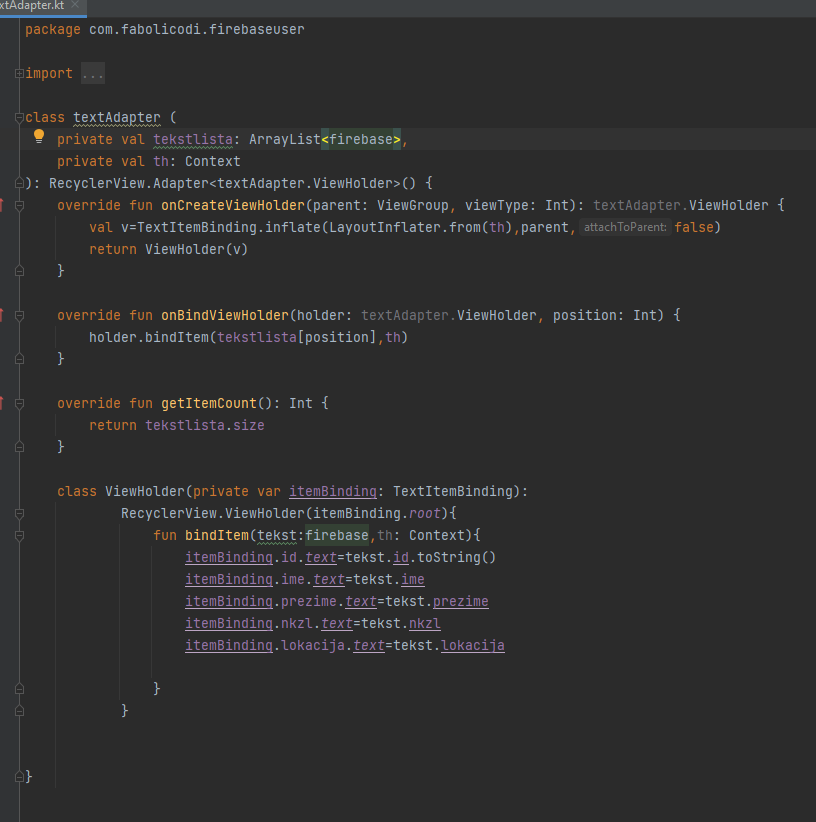 xtAdapter.kt
package com.fabolicodi.firebaseuser
import ...
class textAdapter (
private val tekstlista: ArrayList<firebase>,
private val th: Context
): RecyclerView.Adapter<textAdapter.ViewHolder>() {
override fun onCreateViewHolder(parent: ViewGroup, viewType: Int): textAdapter.ViewHolder {
val v=TextItemBinding.inflate(LayoutInflater.from(th),parent, attachToParent: false)
return ViewHolder(v)
}
override fun onBindViewHolder(holder: textAdapter.ViewHolder, position: Int) {
holder.bindItem(tekstlista[position],th)
}
override fun getItemCount(): Int {
return tekstlista.size
}
class ViewHolder(private var itemBinding: TextItemBinding):
RecyclerView.ViewHolder(itemBinding.root){
fun bindItem(tekst:firebase,th: Context){
itemBinding.id.text=tekst.id.toString()
itemBinding.ime.text=tekst.ime
itemBinding.prezime.text=tekst.prezime
itemBinding.nkzl.text=tekst.nkzl
itemBinding.lokacija.text=tekst.lokacija
}
}
}